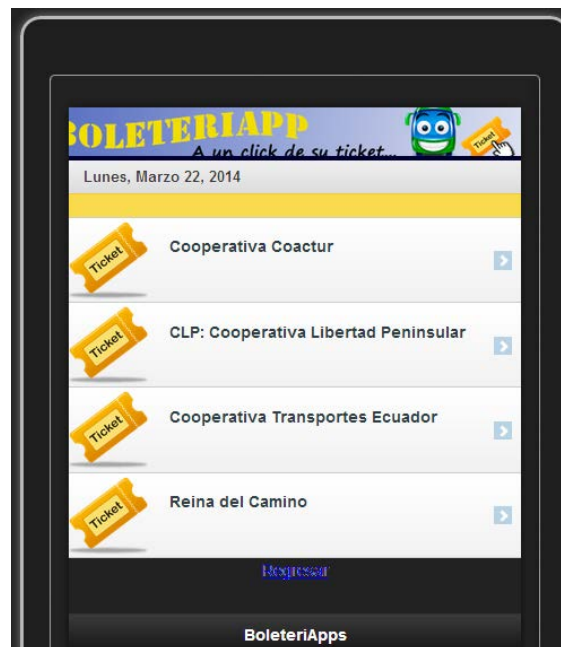 BOLETERIAPP
A un click de su ticket...
Ticket
Lunes, Marzo 22, 2014
Ticket
Cooperativa Coactur
Ticket
CLP: Cooperativa Libertad Peninsular
Ticket
Cooperativa Transportes Ecuador
Ticket
Reina del Camino
Regresar
BoleteriApps